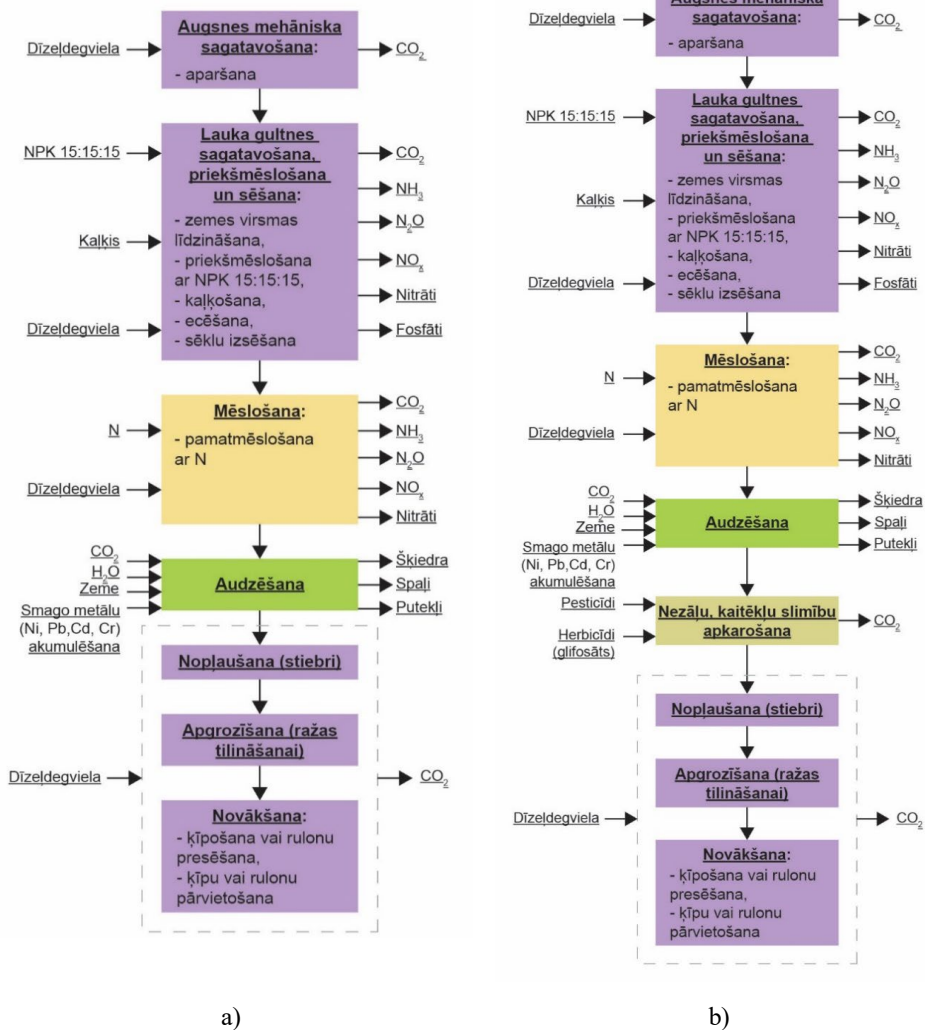 Augsnes mehāniska
sagatavošana:
- aparšana
Dīzeļdegviela
CO2
Lauka gultnes
sagatavošana,
priekšmēslošana
un sēšana:
- zemes virsmas
līdzināšana,
- priekšmēslošana
ar NPK 15:15:15,
- kaļķošana,
- ecēšana,
- sēklu izsēšana
NPK 15:15:15
Kaļķis
Dīzeļdegviela
CO2
NH3
N2O
NOx
Nitrāti
Fosfāti
Mēslošana:
- pamatmēslošana
ar N
N
Dīzeļdegviela
CO2
NH3
N2O
NOx
Nitrāti
CO2
H2O
Zeme
Smago metālu
(Ni, Pb,Cd, Cr)
akumulēšana
Audzēšana
Šķiedra
Spaļi
Putekļi
Nopļaušana (stiebri)
Apgrozīšana (ražas
tilināšanai)
Novākšana:
- ķīpošana vai rulonu
presēšana,
- ķīpu vai rulonu
pārvietošana
Dīzeļdegviela
CO2
a)
Augsnes mehāniska
sagatavošana:
- aparšana
Dīzeļdegviela
CO2
Lauka gultnes
sagatavošana,
priekšmēslošana
un sēšana:
- zemes virsmas
līdzināšana,
- priekšmēslošana
ar NPK 15:15:15,
- kaļķošana,
- ecēšana,
- sēklu izsēšana
NPK 15:15:15
Kaļķis
Dīzeļdegviela
CO2
NH3
N2O
NOx
Nitrāti
Fosfāti
Mēslošana:
- pamatmēslošana
ar N
N
Dīzeļdegviela
CO2
NH3
N2O
NOx
Nitrāti
CO2
H2O
Zeme
Smago metālu
(Ni, Pb,Cd, Cr)
akumulēšana
Audzēšana
Šķiedra
Spaļi
Putekļi
Pesticīdi
Herbicīdi
(glifosāts)
Nezāļu, kaitēkļu slimību
apkarošana
CO2
Nopļaušana (stiebri)
Apgrozīšana (ražas
tilināšanai)
Novākšana:
- ķīpošana vai rulonu
presēšana,
- ķīpu vai rulonu
pārvietošana
Dīzeļdegviela
CO2
b)